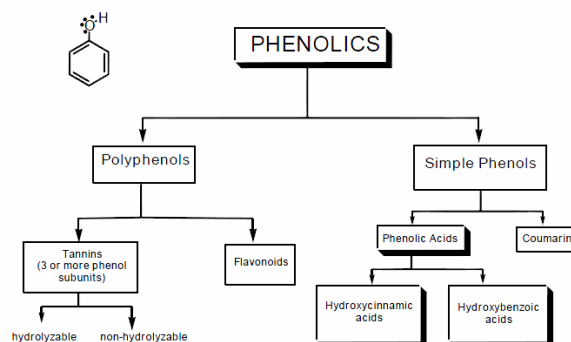 H
O
PHENOLICS
Polyphenols
Simple Phenols
Tannins
(3 or more phenol
subunits)
Flavonoids
Phenolic Acids
Coumarin
Hydroxycinnamic
acids
Hydroxybenzoic
acids
hydrolyzable
non-hydrolyzable